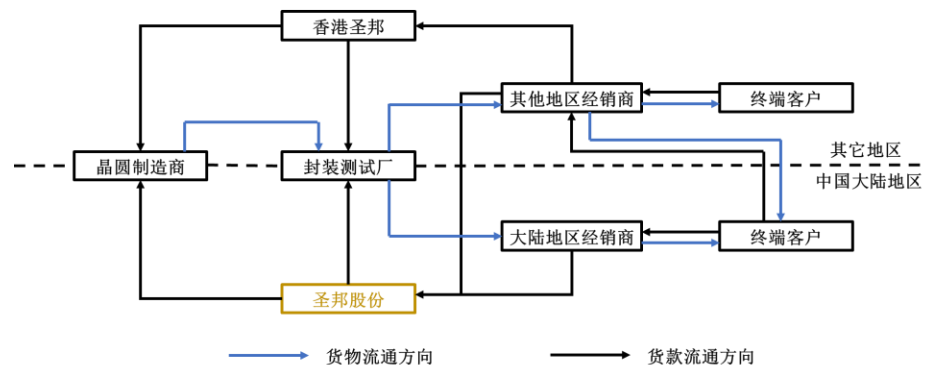 香港圣邦
其他地区经销商
终端客户
其它地区
晶圆制造商
封装测试厂
中国大陆地区
大陆地区经销商
终端客户
圣邦股份
货物流通方向
货款流通方向